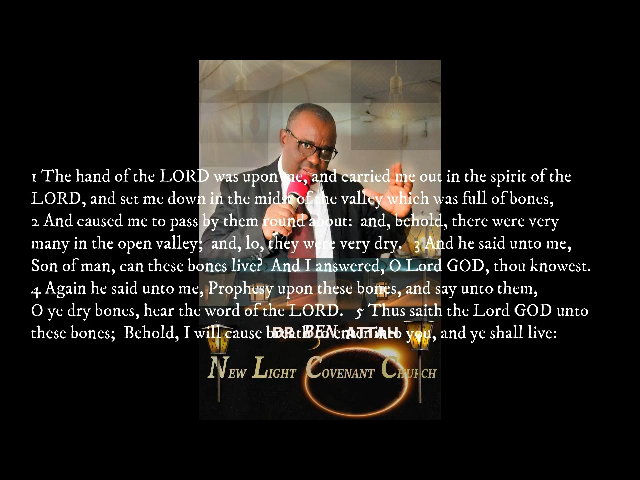 1 The hand of the LORD was upon me, and carried me out in the spirit of the
LORD, and set me down in the midst of the valley which was full of bones,
2 And caused me to pass by them round about: and, behold, there were very
many in the open valley; and, lo, they were very dry. 3 And he said unto me,
Son of man, can these bones live? And I answered, O Lord GOD, thou knowest.
4 Again he said unto me, Prophesy upon these bones, and say unto them,
O ye dry bones, hear the word of the LORD. 5 Thus saith the Lord GOD unto
these bones; Behold, I will cause breath to enter into you, and ye shall live:
DR. BEN ATTAH
NEW LIGHT COVENANT CHURCH